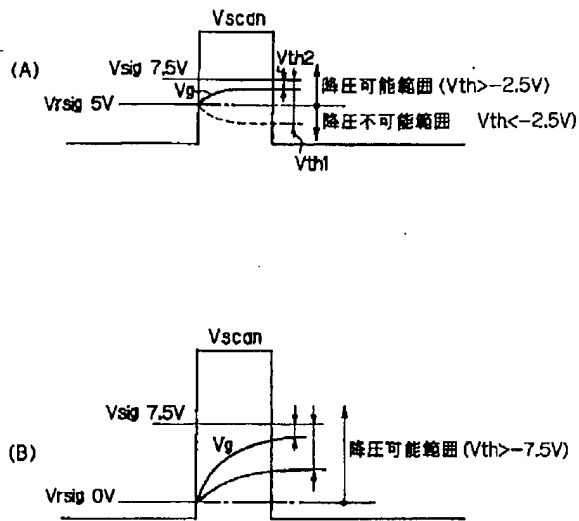 Vscan
(A)
Vsig 7.5V
Vth2
Vg
降圧可能範囲 (Vth>-2.5V)
Vrsig 5V
降圧不可能範囲 Vth<-2.5V)
Vth1
Vscan
Vsig 7.5V
(B)
Vg
降圧可能範囲 (Vth>-7.5V)
Vrsig 0V